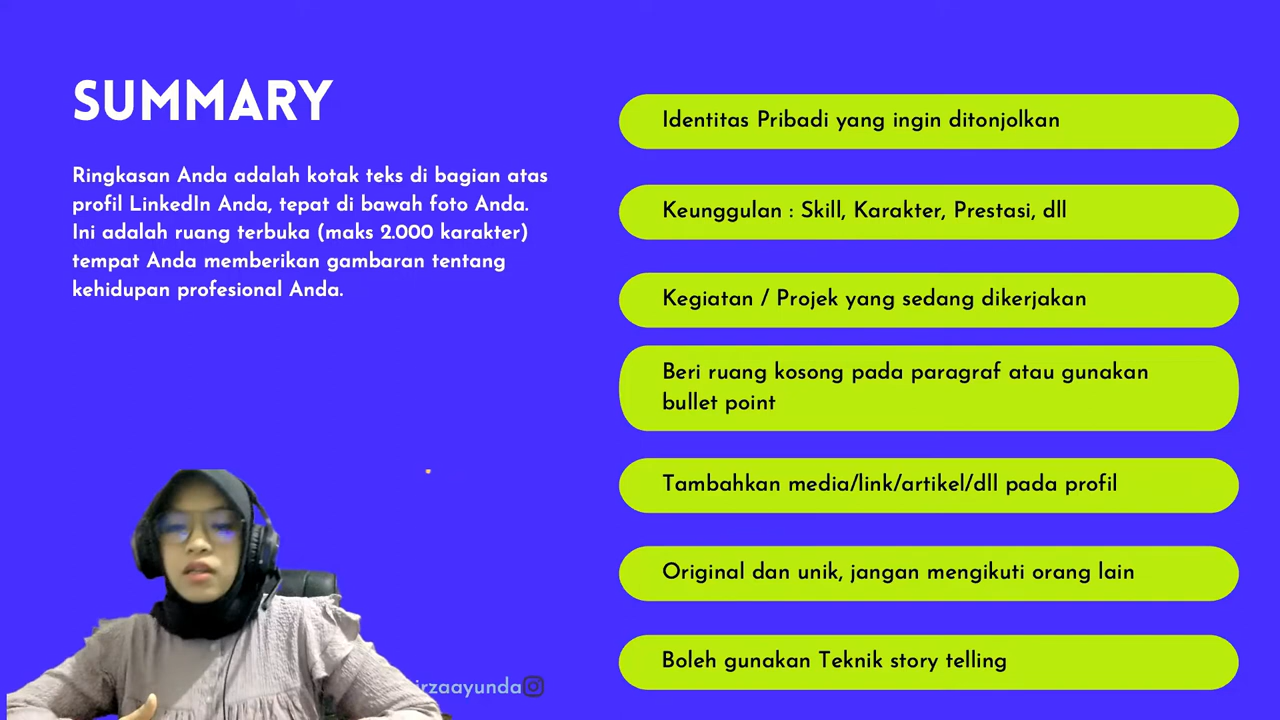 SUMMARY
Ringkasan Anda adalah kotak teks di bagian atas
profil LinkedIn Anda, tepat di bawah foto Anda.
Ini adalah ruang terbuka (maks 2.000 karakter)
tempat Anda memberikan gambaran tentang
kehidupan profesional Anda.
Identitas Pribadi yang ingin ditonjolkan
Keunggulan : Skill, Karakter, Prestasi, dll
Kegiatan / Projek yang sedang dikerjakan
Beri ruang kosong pada paragraf atau gunakan
bullet point
Tambahkan media/link/artikel/dll pada profil
Original dan unik, jangan mengikuti orang lain
Boleh gunakan Teknik story telling